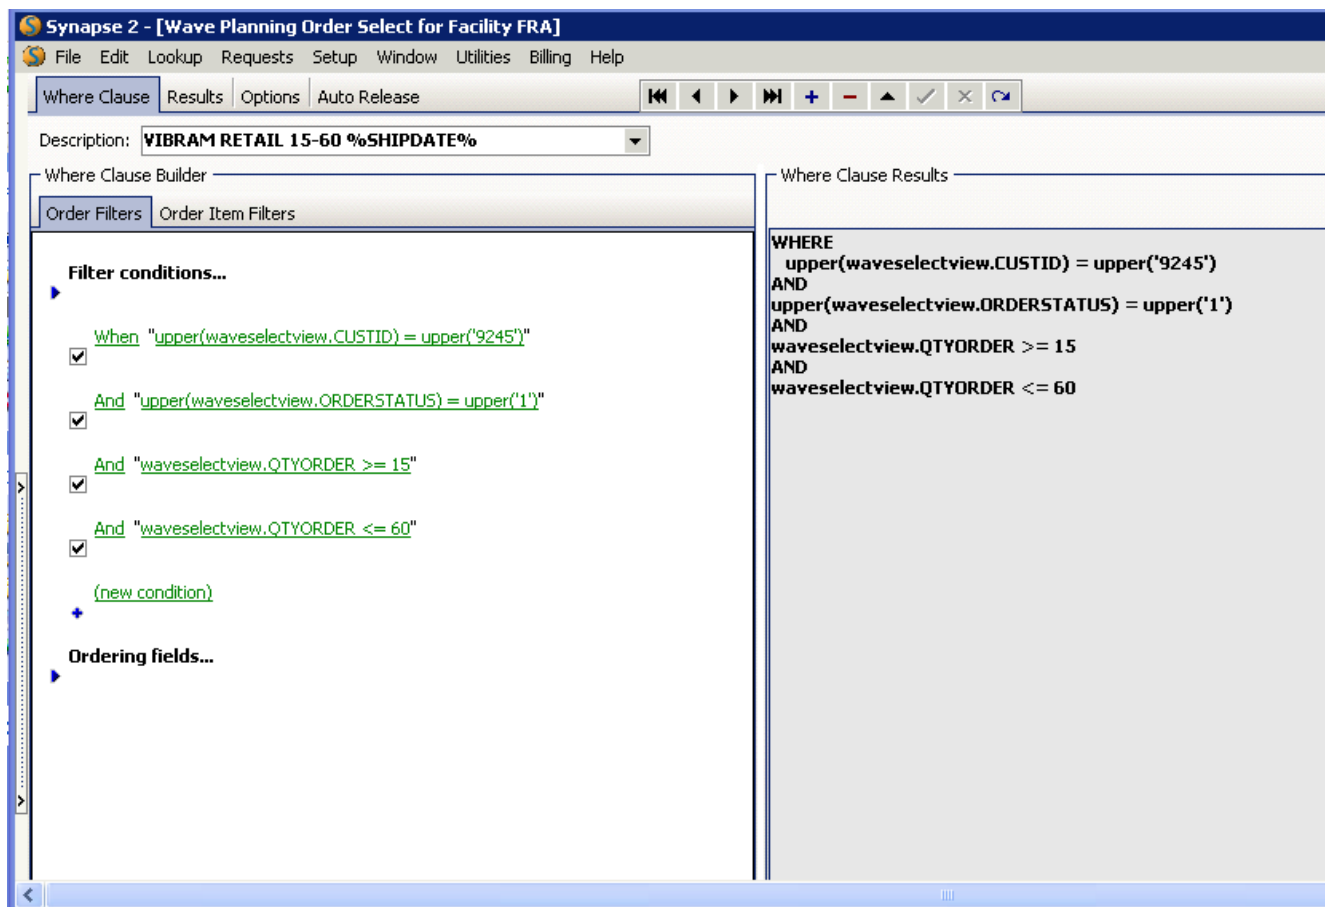 Synapse 2 - [Wave Planning Order Select for Facility FRA]
File Edit Lookup Requests Setup Window Utilities Billing Help
Where Clause Results Options Auto Release
Description: VIBRAM RETAIL 15-60 %SHIPDATE%
Where Clause Builder
Order Filters Order Item Filters
Filter conditions...
When "upper(waveselectview.CUSTID) = upper('9245')"
And "upper(waveselectview.ORDERSTATUS) = upper('1')"
And "waveselectview.QTYORDER >= 15"
And "waveselectview.QTYORDER <= 60"
(new condition)
Ordering fields...
Where Clause Results
WHERE
upper(waveselectview.CUSTID) = upper('9245')
AND
upper(waveselectview.ORDERSTATUS) = upper('1')
AND
waveselectview.QTYORDER >= 15
AND
waveselectview.QTYORDER <= 60